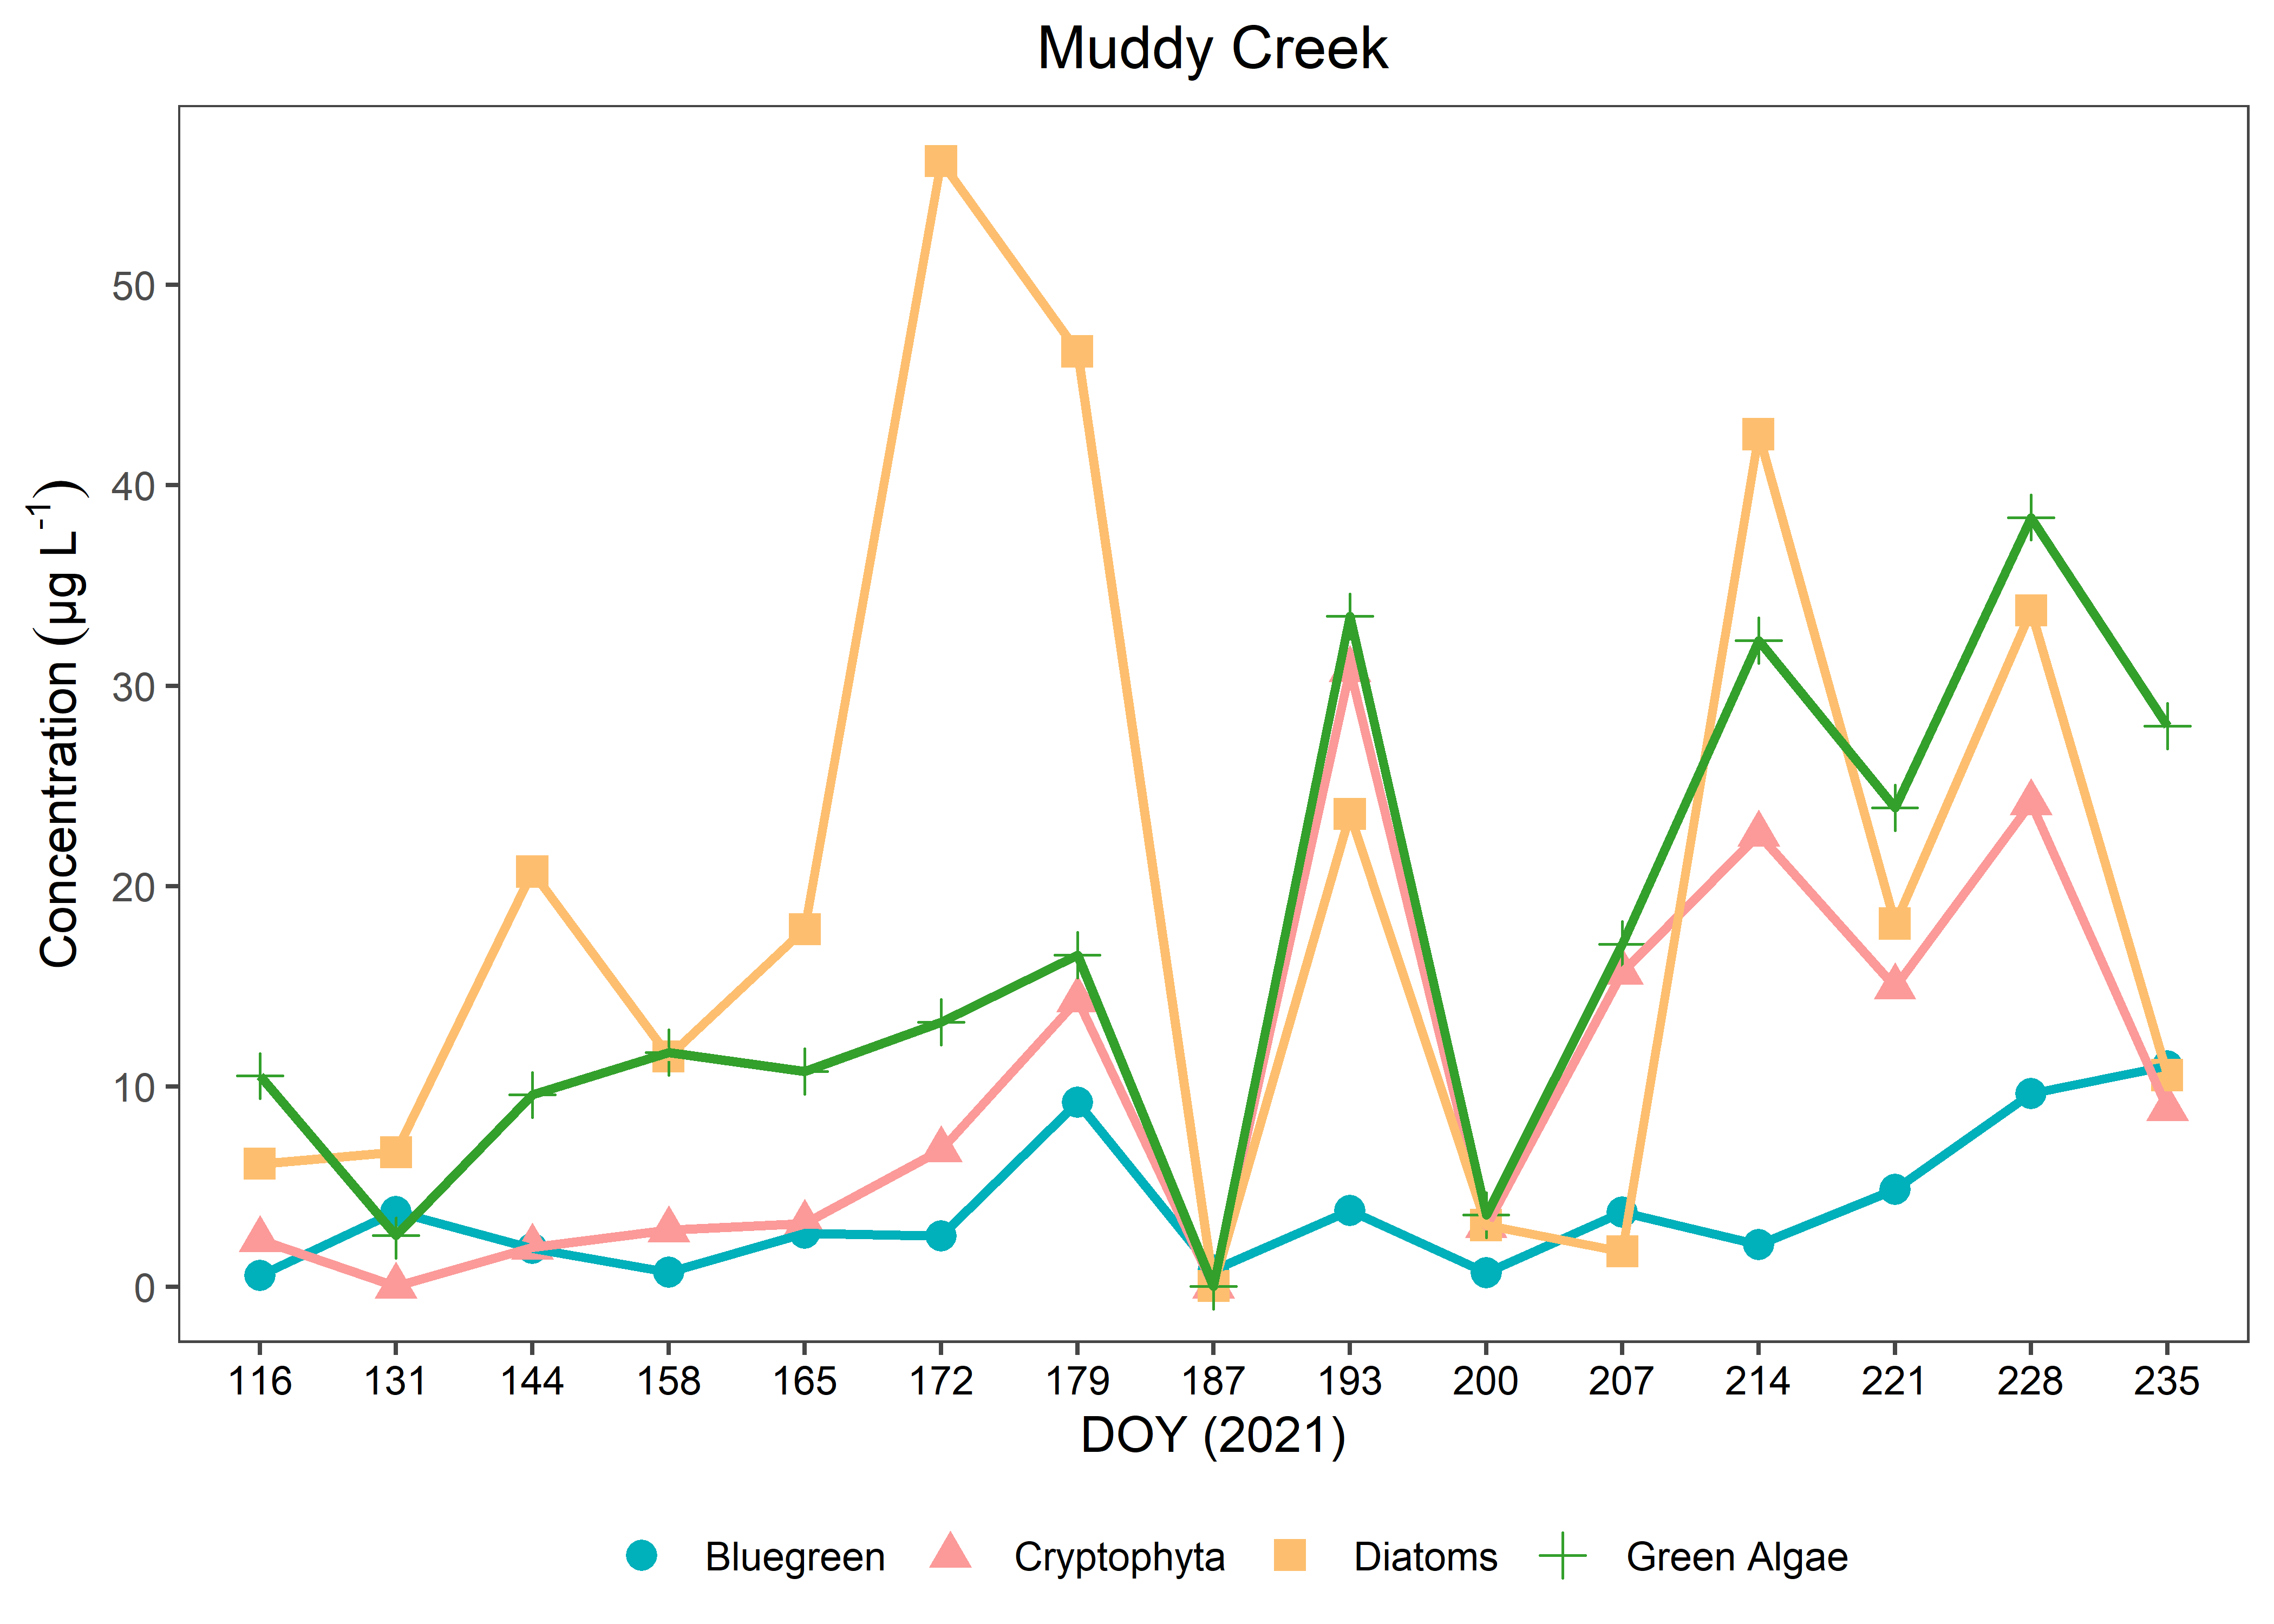 Muddy Creek
Concentration (µg L⁻¹)
50
40
30
20
10
0
116 131 144 158 165 172 179 187 193 200 207 214 221 228 235
DOY (2021)
Bluegreen Cryptophyta Diatoms Green Algae